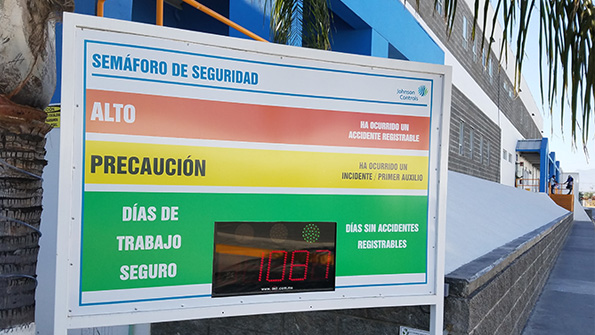 SEMÁFORO DE SEGURIDAD
Johnson
Controls
ALTO
HA OCURRIDO UN
ACCIDENTE REGISTRABLE
PRECAUCIÓN
HA OCURRIDO UN
INCIDENTE / PRIMER AUXILIO
DÍAS DE
TRABAJO
SEGURO
1087
DÍAS SIN ACCIDENTES
REGISTRABLES